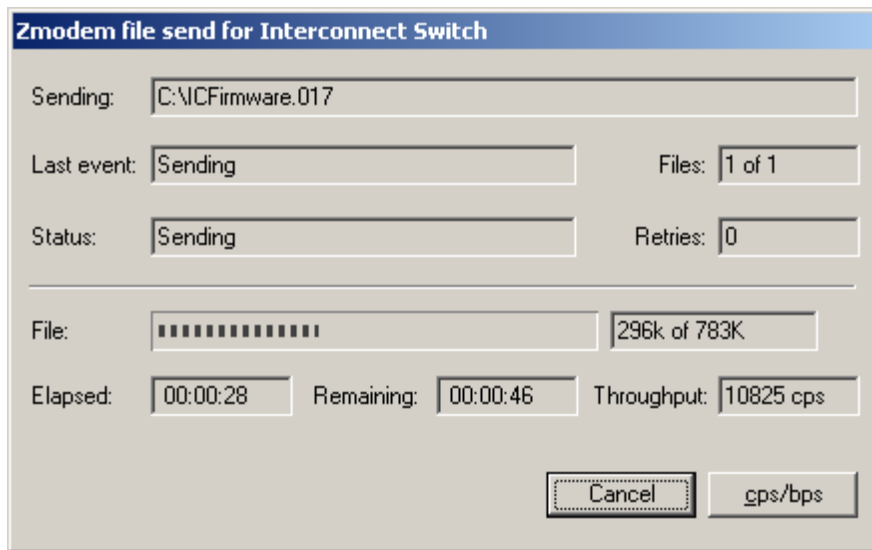 Zmodem file send for Interconnect Switch
Sending: C:\ICFirmware.017
Last event: Sending Files: 1 of 1
Status: Sending Retries: 0
File: 296k of 783K
Elapsed: 00:00:28 Remaining: 00:00:46 Throughput: 10825 cps
Cancel cps/bps